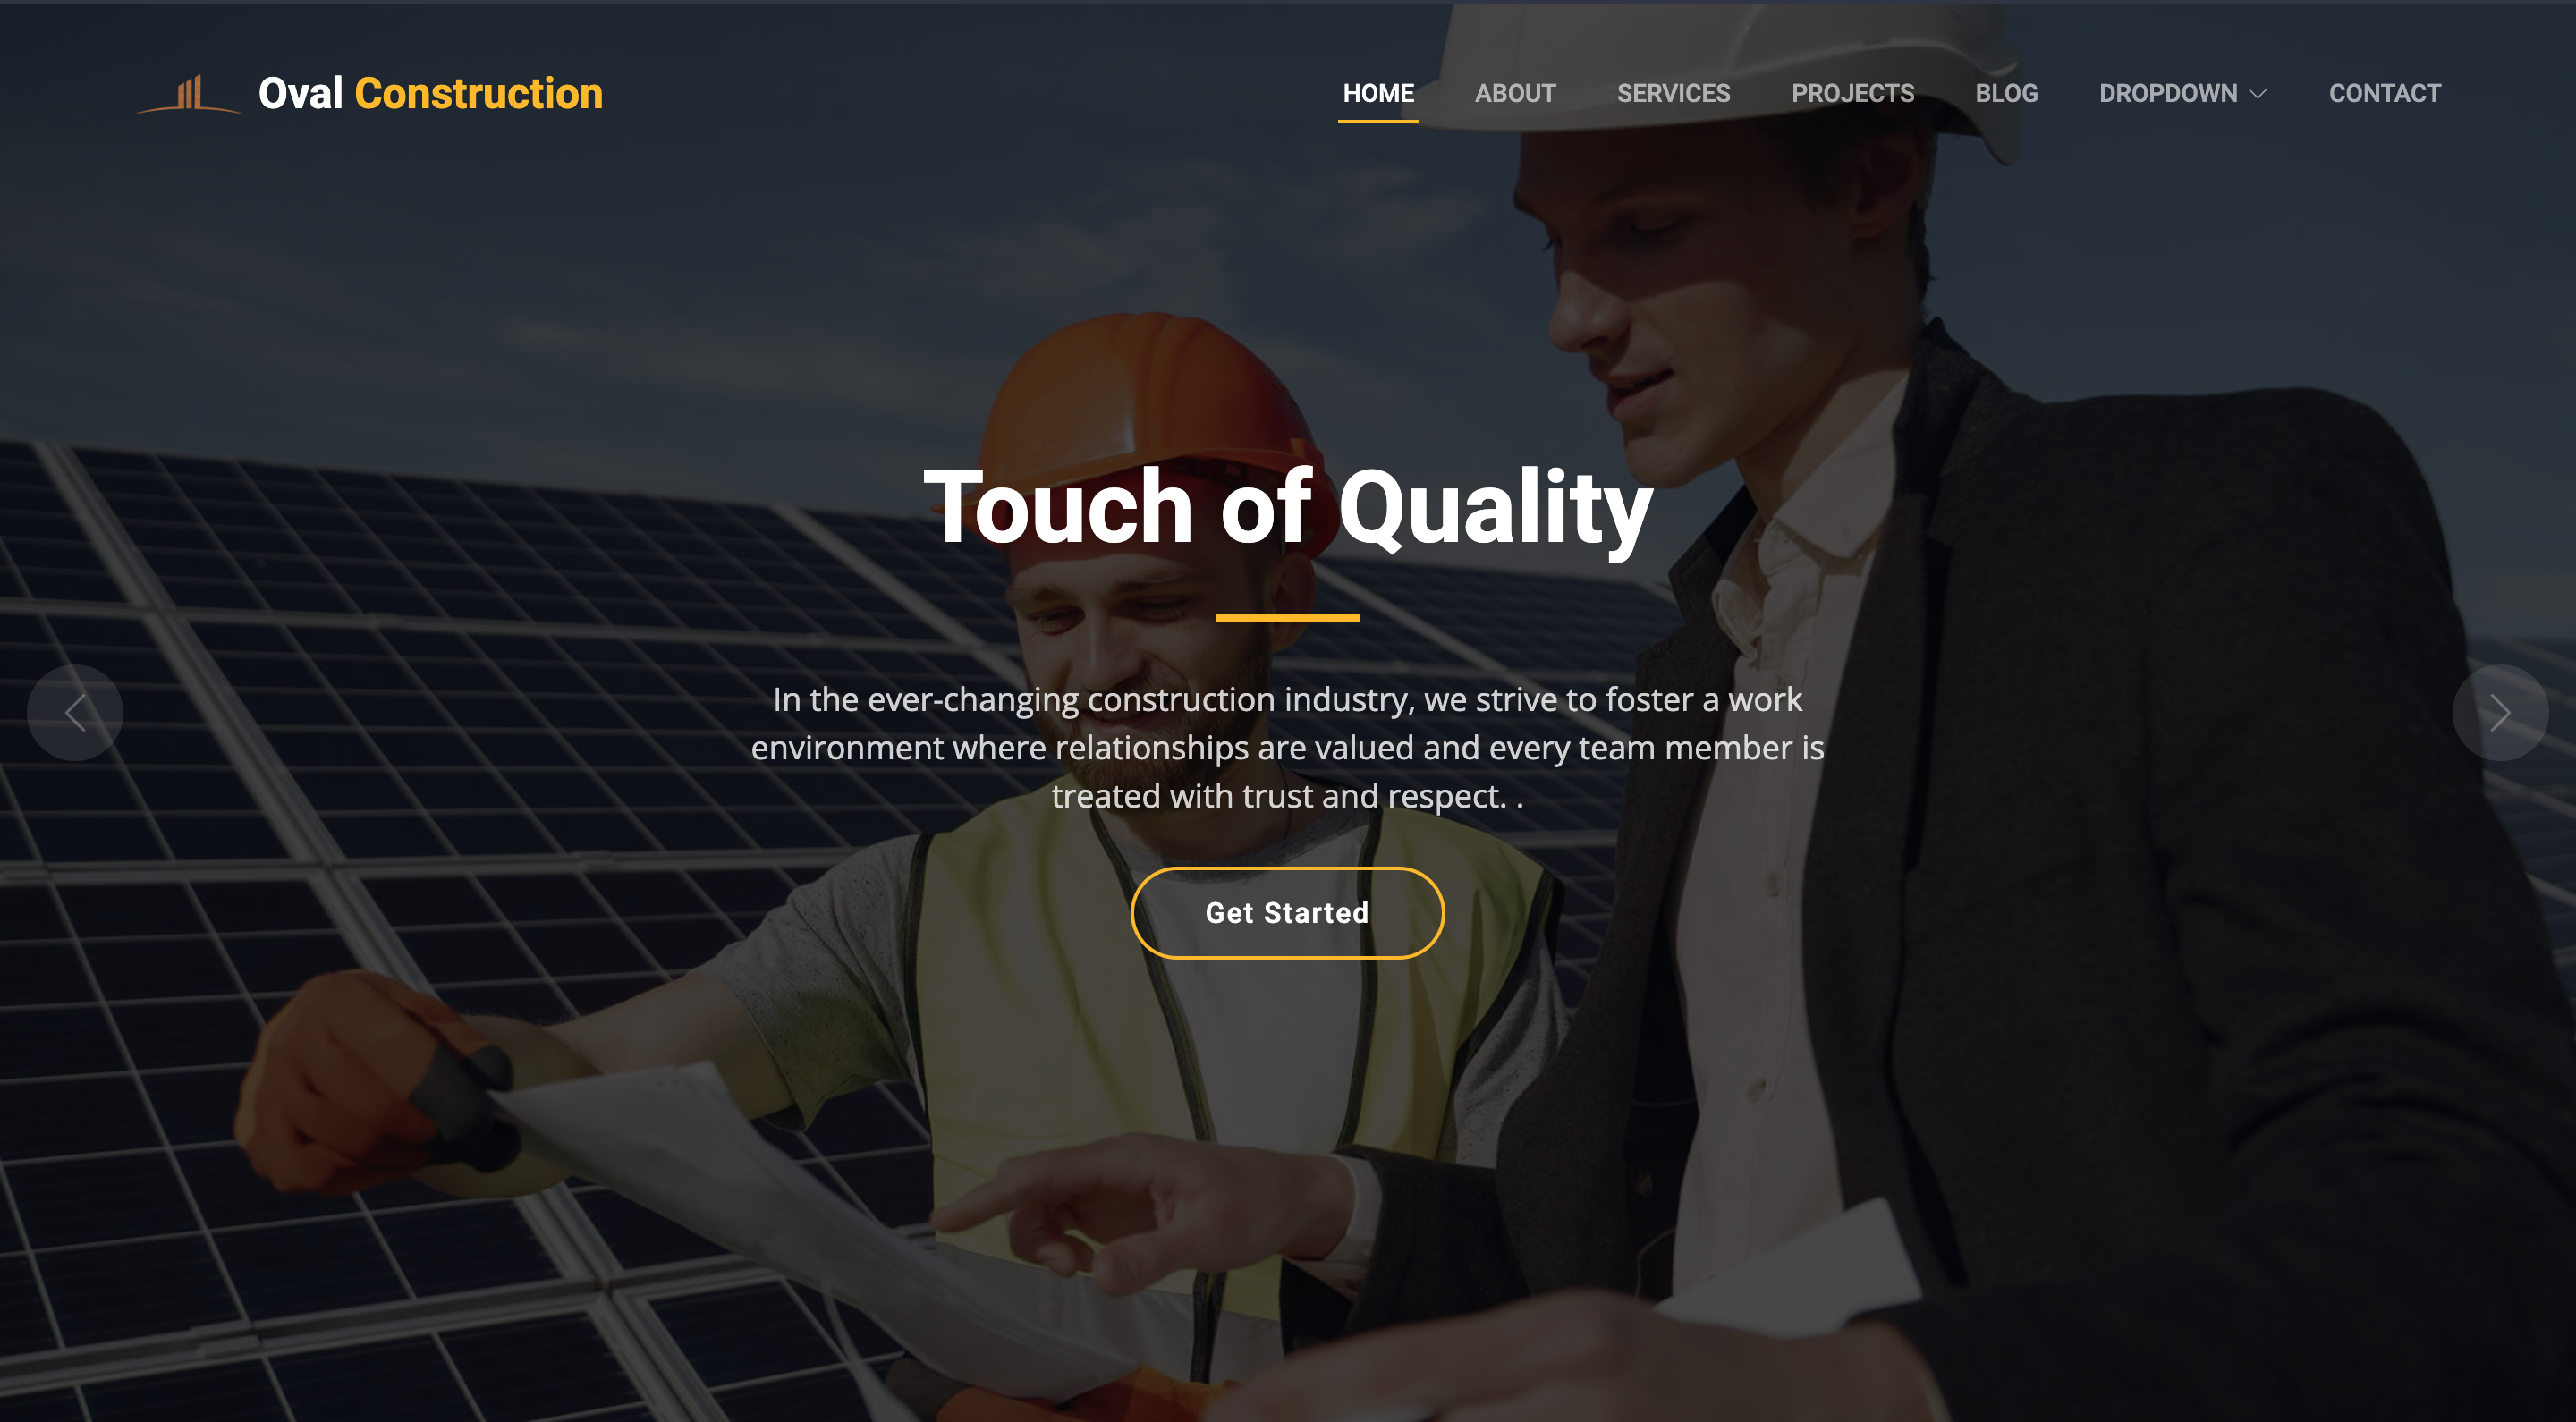 Oval Construction
HOME ABOUT SERVICES PROJECTS BLOG DROPDOWN CONTACT
Touch of Quality
In the ever-changing construction industry, we strive to foster a work
environment where relationships are valued and every team member is
treated with trust and respect. .
Get Started